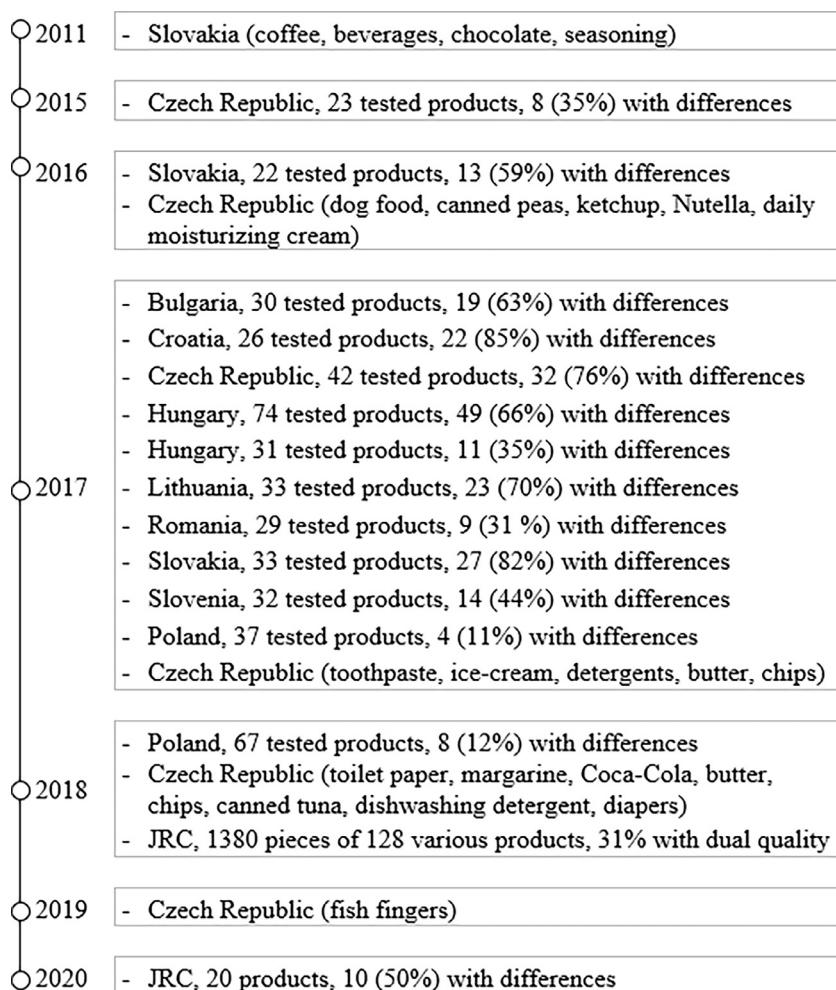 2011
- Slovakia (coffee, beverages, chocolate, seasoning)
2015
- Czech Republic, 23 tested products, 8 (35%) with differences
2016
- Slovakia, 22 tested products, 13 (59%) with differences
- Czech Republic (dog food, canned peas, ketchup, Nutella, daily
moisturizing cream)
2017
- Bulgaria, 30 tested products, 19 (63%) with differences
- Croatia, 26 tested products, 22 (85%) with differences
- Czech Republic, 42 tested products, 32 (76%) with differences
- Hungary, 74 tested products, 49 (66%) with differences
- Hungary, 31 tested products, 11 (35%) with differences
- Lithuania, 33 tested products, 23 (70%) with differences
- Romania, 29 tested products, 9 (31 %) with differences
- Slovakia, 33 tested products, 27 (82%) with differences
- Slovenia, 32 tested products, 14 (44%) with differences
- Poland, 37 tested products, 4 (11%) with differences
- Czech Republic (toothpaste, ice-cream, detergents, butter, chips)
2018
- Poland, 67 tested products, 8 (12%) with differences
- Czech Republic (toilet paper, margarine, Coca-Cola, butter,
chips, canned tuna, dishwashing detergent, diapers)
- JRC, 1380 pieces of 128 various products, 31% with dual quality
2019
- Czech Republic (fish fingers)
2020
- JRC, 20 products, 10 (50%) with differences